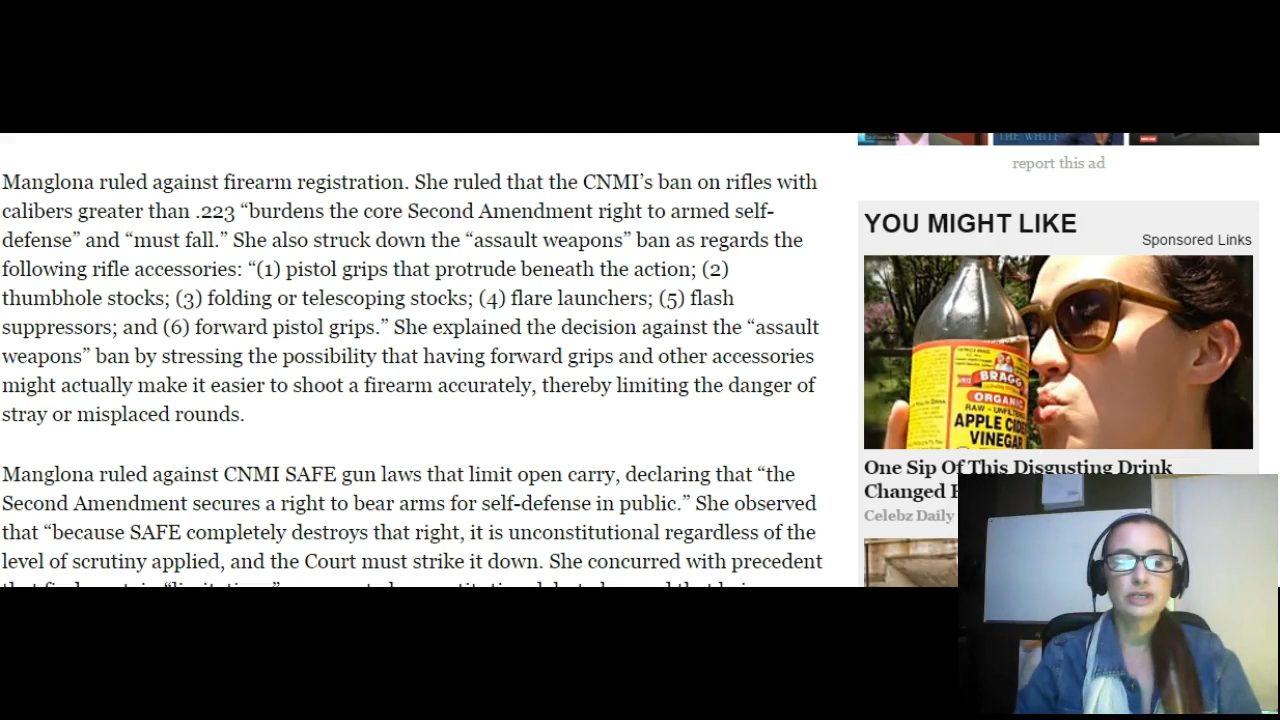 THE WHITE
report this ad
Manglona ruled against firearm registration. She ruled that the CNMI’s ban on rifles with
calibers greater than .223 “burdens the core Second Amendment right to armed self-
defense” and “must fall.” She also struck down the “assault weapons” ban as regards the
following rifle accessories: “(1) pistol grips that protrude beneath the action; (2)
thumbhole stocks; (3) folding or telescoping stocks; (4) flare launchers; (5) flash
suppressors; and (6) forward pistol grips.” She explained the decision against the “assault
weapons” ban by stressing the possibility that having forward grips and other accessories
might actually make it easier to shoot a firearm accurately, thereby limiting the danger of
stray or misplaced rounds.
Manglona ruled against CNMI SAFE gun laws that limit open carry, declaring that “the
Second Amendment secures a right to bear arms for self-defense in public.” She observed
that “because SAFE completely destroys that right, it is unconstitutional regardless of the
level of scrutiny applied, and the Court must strike it down. She concurred with precedent
YOU MIGHT LIKE
Sponsored Links
BRAGG
ORGANIC
RAW - UNFILT
APPLE CIDE
VINEGAR
One Sip Of This Disgusting Drink
Changed
Celebz Daily